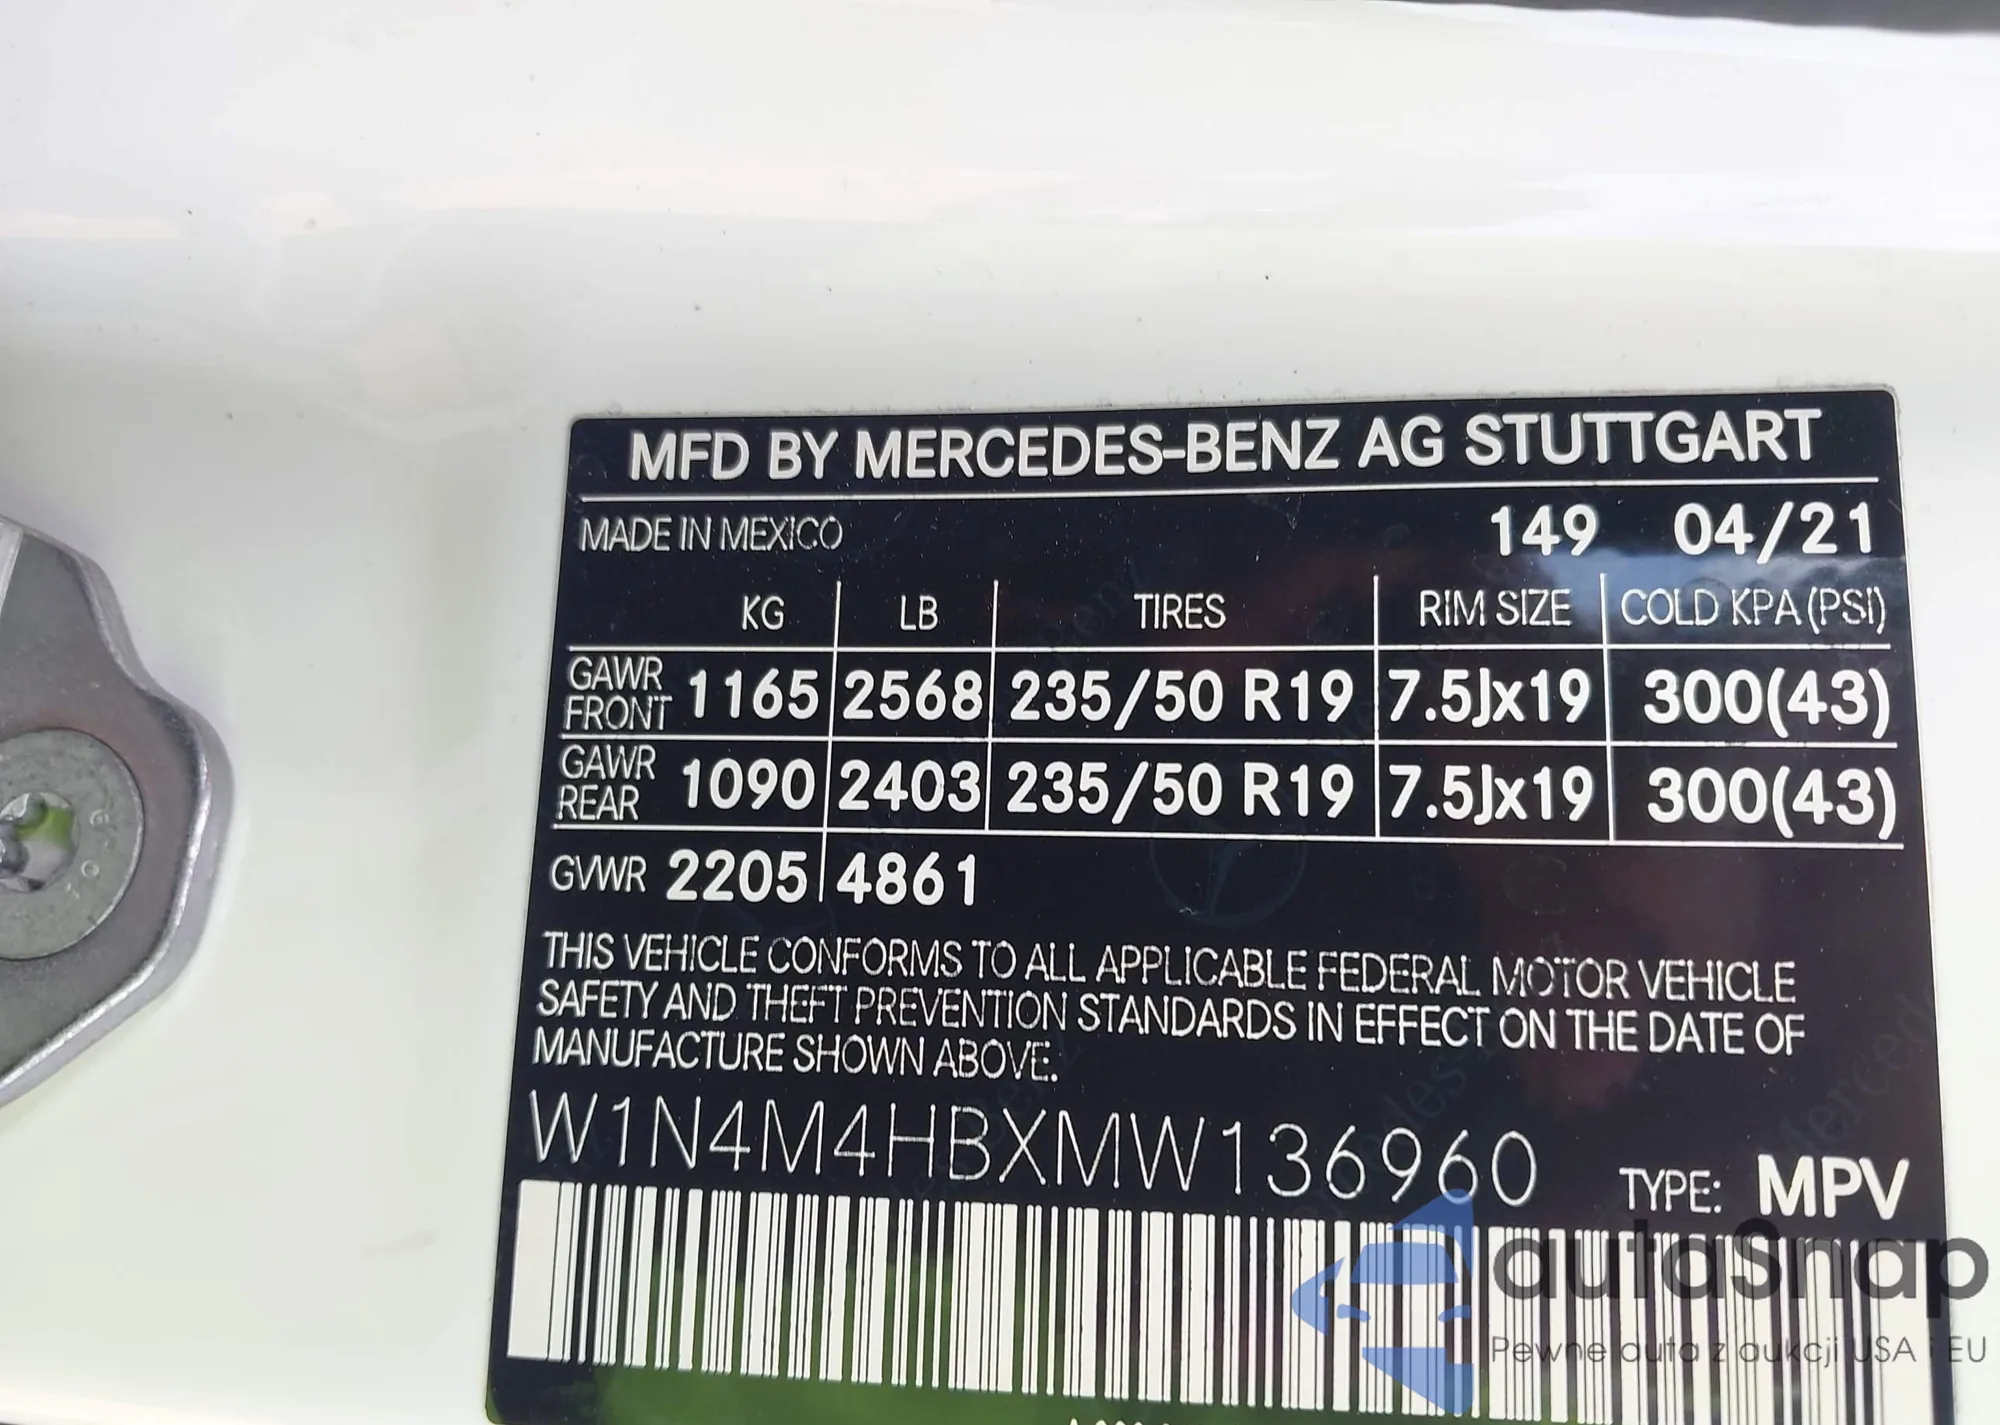 MFD BY MERCEDES-BENZ AG STUTTGART
MADE IN MEXICO 149 04/21
KG LB TIRES RIM SIZE COLD KPA (PSI)
GAWR FRONT 1165 2568 235/50 R19 7.5Jx19 300(43)
GAWR REAR 1090 2403 235/50 R19 7.5Jx19 300(43)
GVWR 2205 4861
THIS VEHICLE CONFORMS TO ALL APPLICABLE FEDERAL MOTOR VEHICLE
SAFETY AND THEFT PREVENTION STANDARDS IN EFFECT ON THE DATE OF
MANUFACTURE SHOWN ABOVE.
W1N4M4HBXMW136960 TYPE: MPV
autoSnap
Pewne auta z aukcji USA i EU